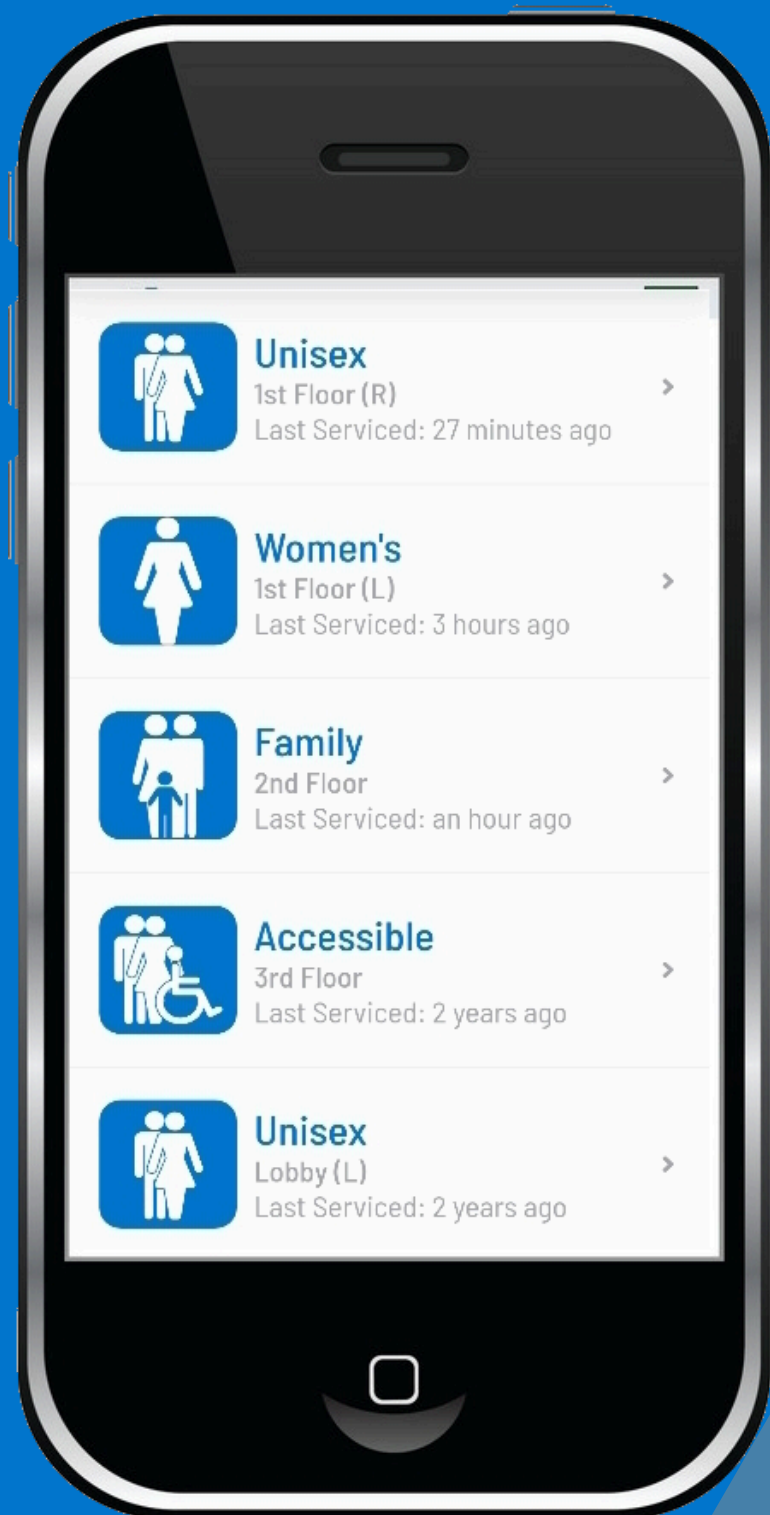 Unisex
1st Floor (R)
Last Serviced: 27 minutes ago
Women's
1st Floor (L)
Last Serviced: 3 hours ago
Family
2nd Floor
Last Serviced: an hour ago
Accessible
3rd Floor
Last Serviced: 2 years ago
Unisex
Lobby (L)
Last Serviced: 2 years ago